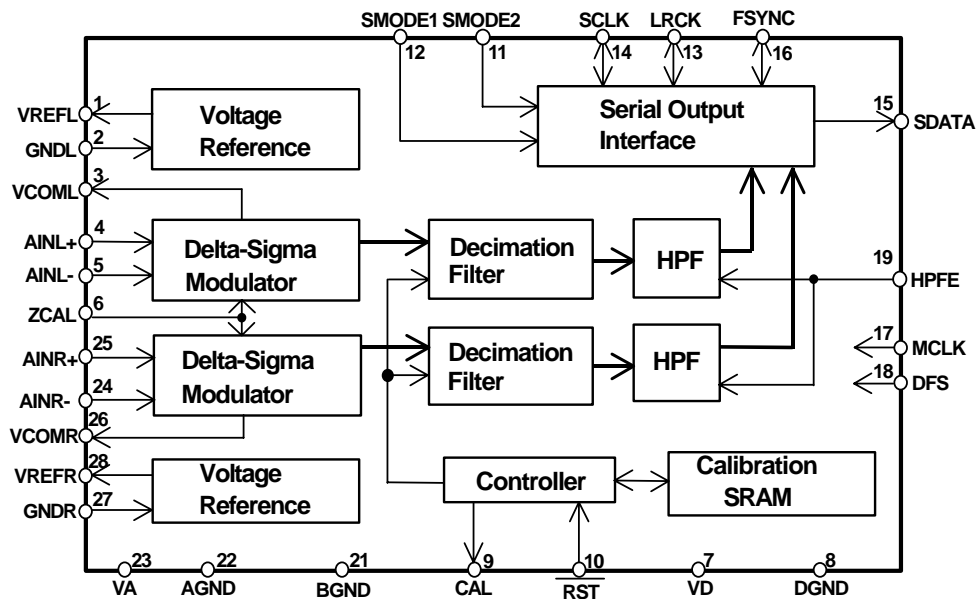 SMODE1 SMODE2 SCLK LRCK FSYNC
12 11 14 13 16
VREFL 1
Voltage
Reference
GNDL 2
VCOML 3
Serial Output
Interface
15 SDATA
AINL+ 4
AINL- 5
ZCAL 6
Delta-Sigma
Modulator
Decimation
Filter
HPF
19 HPFE
AINR+ 25
AINR- 24
VCOMR 26
Delta-Sigma
Modulator
Decimation
Filter
HPF
17 MCLK
18 DFS
VREFR 28
GNDR 27
Voltage
Reference
Controller
Calibration
SRAM
23 22 21 9 10 7 8
VA AGND BGND CAL RST VD DGND